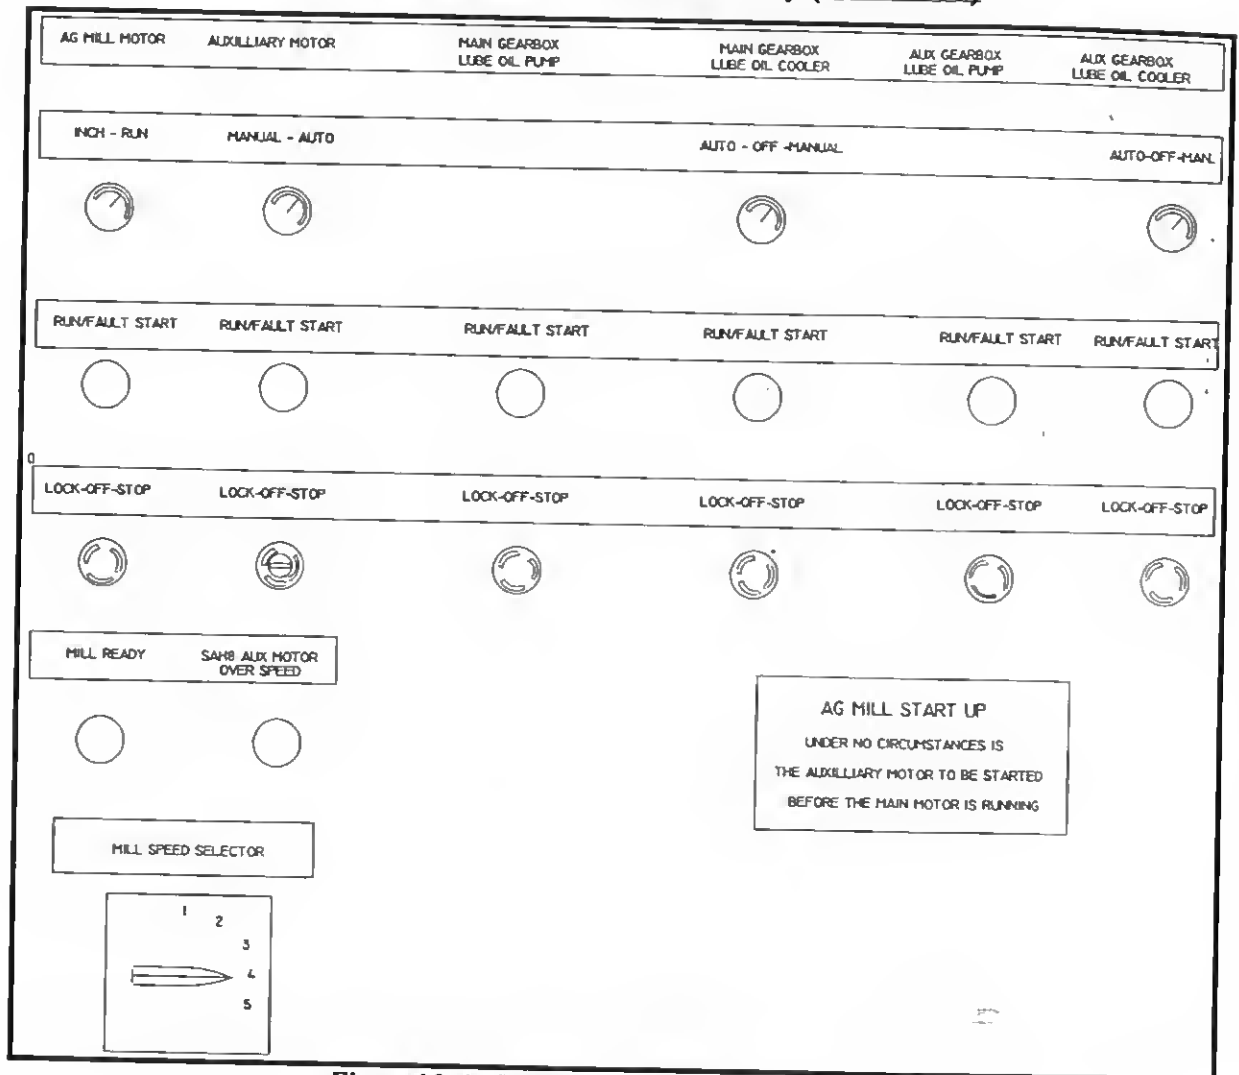 AG MILL MOTOR AUXILLIARY MOTOR MAIN GEARBOX MAIN GEARBOX AUX GEARBOX AUX GEARBOX
LUBE OIL PUMP LUBE OIL COOLER LUBE OIL PUMP LUBE OIL COOLER
INCH - RUN MANUAL - AUTO AUTO - OFF -MANUAL AUTO-OFF-MAN.
RUN/FAULT START RUN/FAULT START RUN/FAULT START RUN/FAULT START RUN/FAULT START RUN/FAULT START
LOCK-OFF-STOP LOCK-OFF-STOP LOCK-OFF-STOP LOCK-OFF-STOP LOCK-OFF-STOP LOCK-OFF-STOP
MILL READY SAH8 AUX MOTOR
OVER SPEED
AG MILL START UP
UNDER NO CIRCUMSTANCES IS
THE AUXILLIARY MOTOR TO BE STARTED
BEFORE THE MAIN MOTOR IS RUNNING
MILL SPEED SELECTOR
1
2
3
4
5